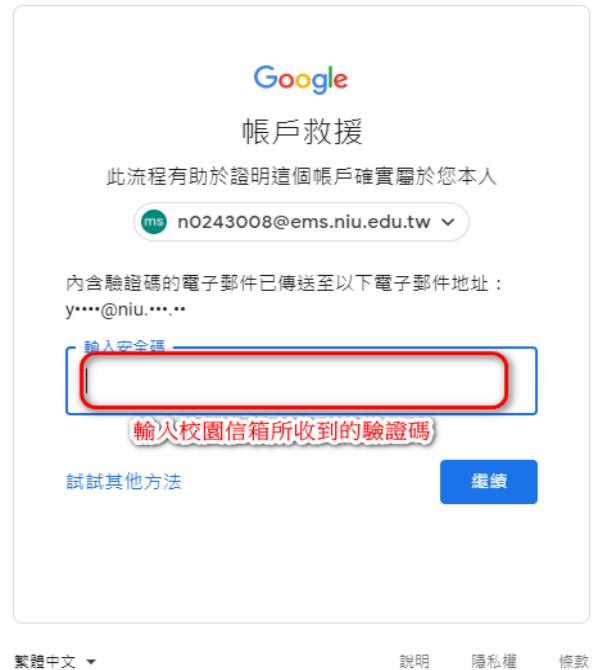 Google
帳戶救援
此流程有助於證明這個帳戶確實屬於您本人
ms n0243008@ems.niu.edu.tw
內含驗證碼的電子郵件已傳送至以下電子郵件地址：
y••••@niu.•••.••
輸入安全碼
輸入校園信箱所收到的驗證碼
試試其他方法 繼續
繁體中文 說明 隱私權 條款